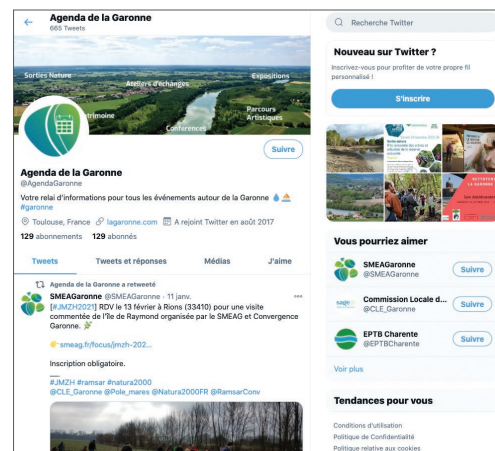 Agenda de la Garonne
665 Tweets
Sorties Nature
Ateliers d'échanges
Expositions
Patrimoine
Parcours
Artistiques
Conférences
Suivre
Agenda de la Garonne
@AgendaGaronne
Votre relai d'informations pour tous les événements autour de la Garonne
#garonne
Toulouse, France lagaronne.com A rejoint Twitter en août 2017
129 abonnements 129 abonnés
Tweets Tweets et réponses Médias J'aime
Agenda de la Garonne a retweeté
SMEAGaronne @SMEAGaronne · 11 janv.
[#JMZH2021] RDV le 13 février à Rions (33410) pour une visite
commentée de l'île de Raymond organisée par le SMEAG et Convergence
Garonne.
smeag.fr/focus/jmzh-202...
Inscription obligatoire.
__
#JMZH #ramsar #natura2000
@CLE_Garonne @Pole_mares @Natura2000FR @RamsarConv
Recherche Twitter
Nouveau sur Twitter ?
Inscrivez-vous pour profiter de votre propre fil
personnalisé !
S'inscrire
Vous pourriez aimer
SMEAGaronne
@SMEAGaronne
Suivre
Commission Locale d...
@CLE_Garonne
Suivre
EPTB Charente
@EPTBCharente
Suivre
Voir plus
Tendances pour vous
Conditions d'utilisation
Politique de Confidentialité
Politique relative aux cookies